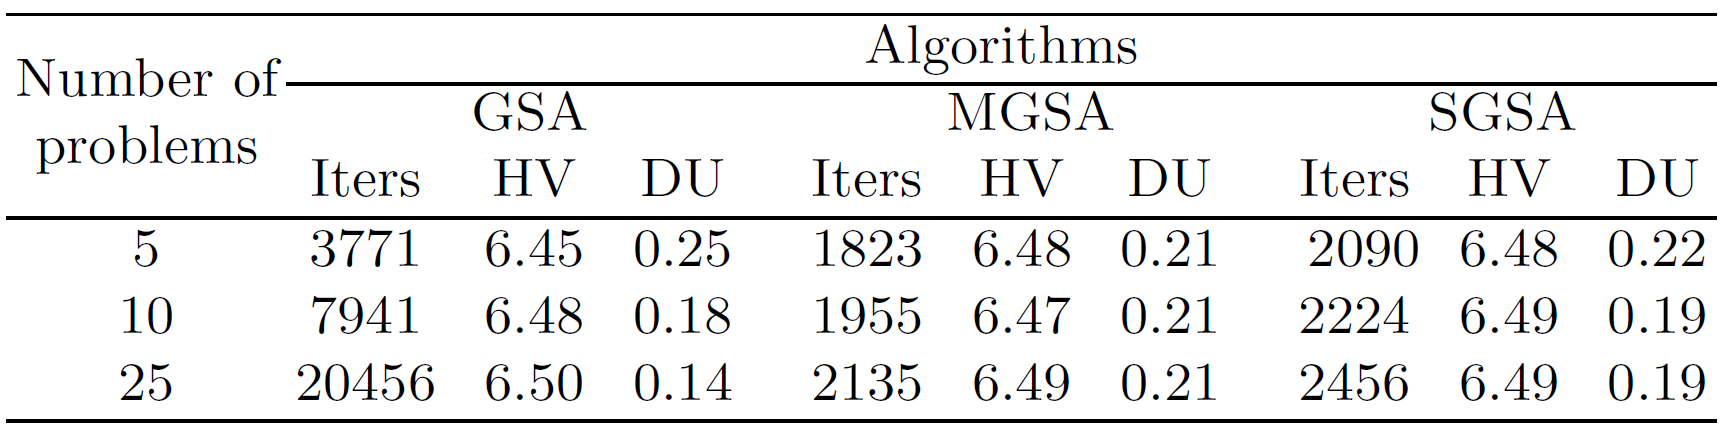 Algorithms
Number of
problems
GSA MGSA SGSA
Iters HV DU Iters HV DU Iters HV DU
5 3771 6.45 0.25 1823 6.48 0.21 2090 6.48 0.22
10 7941 6.48 0.18 1955 6.47 0.21 2224 6.49 0.19
25 20456 6.50 0.14 2135 6.49 0.21 2456 6.49 0.19